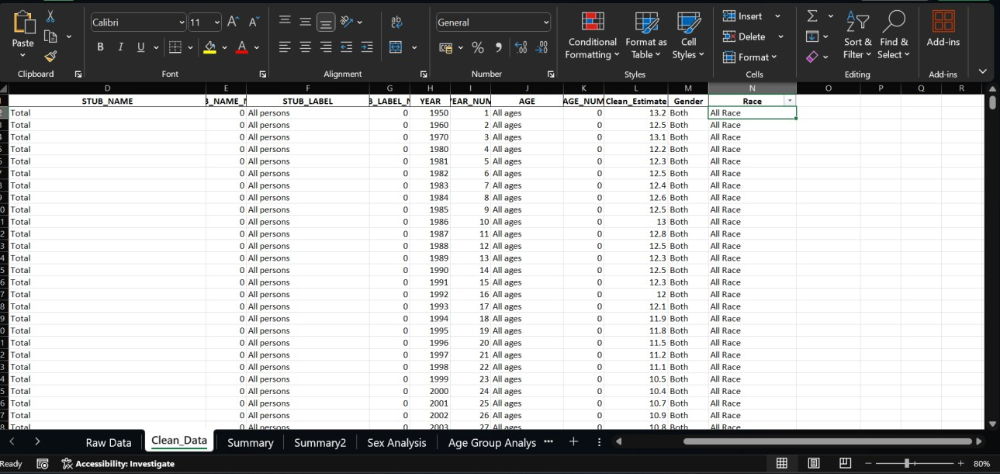 Calibri 11 General
Paste
B I U A A A ab % 9
Conditional Formatting Format as Table Cell Styles
Insert
Delete
Format
Sort & Filter Find & Select
Add-ins
Clipboard Font Alignment Number Styles Cells Editing Add-ins
D E F G H I J K L M N O P Q R
STUB_NAME STUB_LABEL YEAR AGE AGE_NUM Clean_Estimate Gender Race
Total 0 All persons 0 1950 1 All ages 0 13.2 Both All Race
Total 0 All persons 0 1960 2 All ages 0 12.5 Both All Race
Total 0 All persons 0 1970 3 All ages 0 13.1 Both All Race
Total 0 All persons 0 1980 4 All ages 0 12.2 Both All Race
Total 0 All persons 0 1981 5 All ages 0 12.3 Both All Race
Total 0 All persons 0 1982 6 All ages 0 12.5 Both All Race
Total 0 All persons 0 1983 7 All ages 0 12.4 Both All Race
Total 0 All persons 0 1984 8 All ages 0 12.6 Both All Race
Total 0 All persons 0 1985 9 All ages 0 12.5 Both All Race
Total 0 All persons 0 1986 10 All ages 0 13 Both All Race
Total 0 All persons 0 1987 11 All ages 0 12.8 Both All Race
Total 0 All persons 0 1988 12 All ages 0 12.5 Both All Race
Total 0 All persons 0 1989 13 All ages 0 12.3 Both All Race
Total 0 All persons 0 1990 14 All ages 0 12.5 Both All Race
Total 0 All persons 0 1991 15 All ages 0 12.3 Both All Race
Total 0 All persons 0 1992 16 All ages 0 12 Both All Race
Total 0 All persons 0 1993 17 All ages 0 12.1 Both All Race
Total 0 All persons 0 1994 18 All ages 0 11.9 Both All Race
Total 0 All persons 0 1995 19 All ages 0 11.8 Both All Race
Total 0 All persons 0 1996 20 All ages 0 11.5 Both All Race
Total 0 All persons 0 1997 21 All ages 0 11.2 Both All Race
Total 0 All persons 0 1998 22 All ages 0 11.1 Both All Race
Total 0 All persons 0 1999 23 All ages 0 10.5 Both All Race
Total 0 All persons 0 2000 24 All ages 0 10.4 Both All Race
Total 0 All persons 0 2001 25 All ages 0 10.7 Both All Race
Total 0 All persons 0 2002 26 All ages 0 10.9 Both All Race
Total 0 All persons 0 2003 27 All ages 0 10.8 Both All Race
Raw Data Clean_Data Summary Summary2 Sex Analysis Age Group Analys ...
Ready Accessibility: Investigate 80%